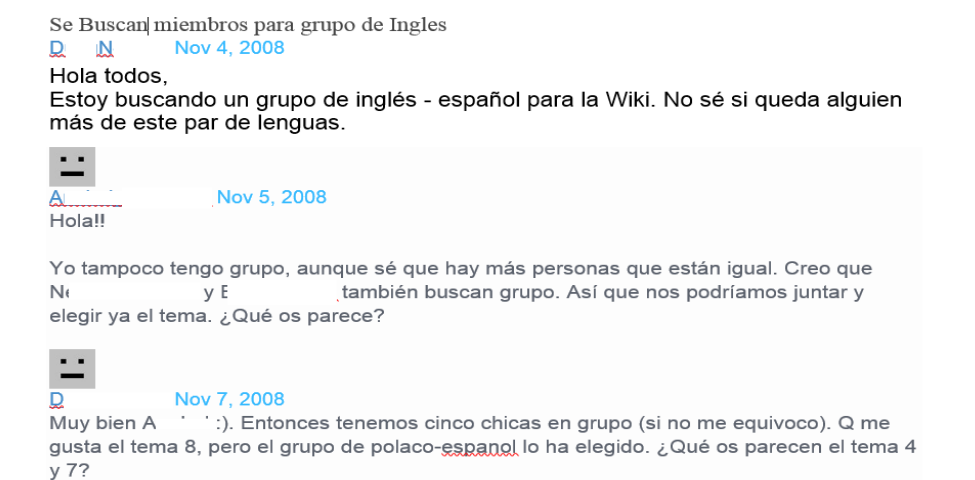 Se Buscan miembros para grupo de Ingles
D N Nov 4, 2008
Hola todos,
Estoy buscando un grupo de inglés - español para la Wiki. No sé si queda alguien
más de este par de lenguas.
A Nov 5, 2008
Hola!!
Yo tampoco tengo grupo, aunque sé que hay más personas que están igual. Creo que
y también buscan grupo. Así que nos podríamos juntar y
elegir ya el tema. ¿Qué os parece?
D Nov 7, 2008
Muy bien A :). Entonces tenemos cinco chicas en grupo (si no me equivoco). Q me
gusta el tema 8, pero el grupo de polaco-espanol lo ha elegido. ¿Qué os parecen el tema 4
y 7?